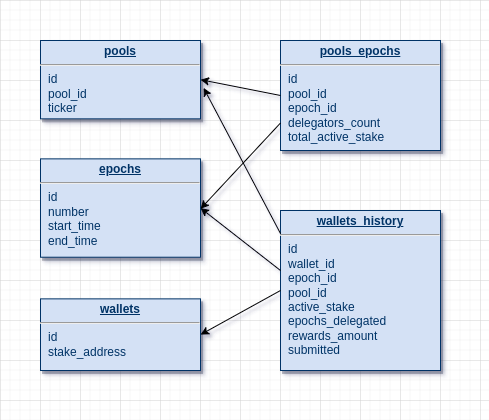 pools
id
pool_id
ticker
epochs
id
number
start_time
end_time
wallets
id
stake_address
pools_epochs
id
pool_id
epoch_id
delegators_count
total_active_stake
wallets_history
id
wallet_id
epoch_id
pool_id
active_stake
epochs_delegated
rewards_amount
submitted